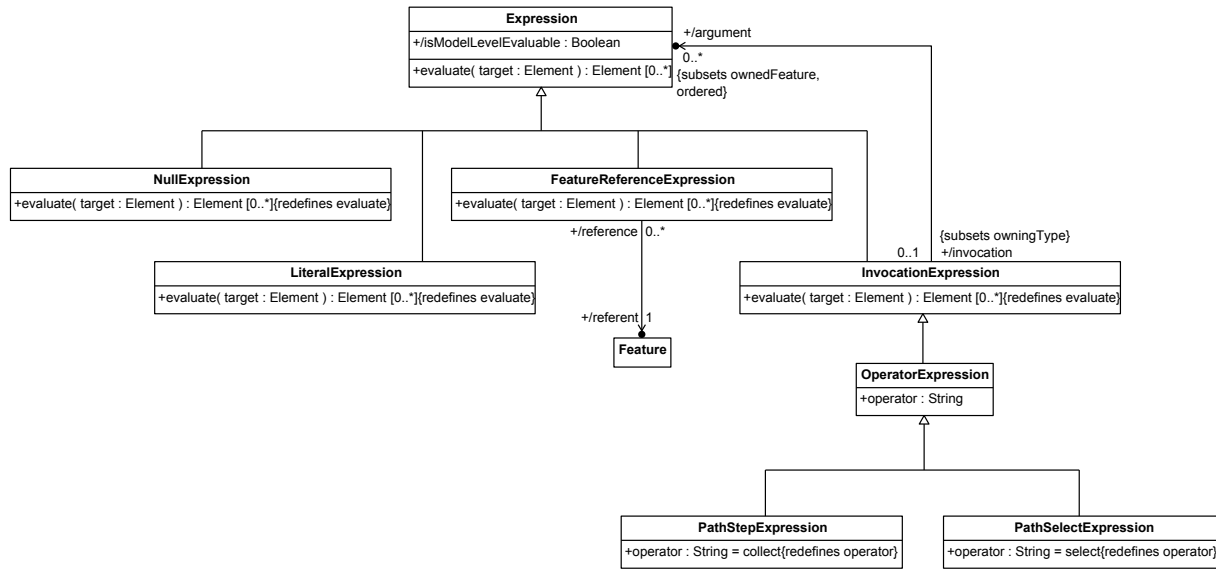 Expression
+/isModelLevelEvaluable : Boolean
+evaluate( target : Element ) : Element [0..*]
+/argument
0..*
{subsets ownedFeature,
ordered}
NullExpression
+evaluate( target : Element ) : Element [0..*]{redefines evaluate}
FeatureReferenceExpression
+evaluate( target : Element ) : Element [0..*]{redefines evaluate}
+/reference 0..*
{subsets owningType}
0..1 +/invocation
LiteralExpression
+evaluate( target : Element ) : Element [0..*]{redefines evaluate}
InvocationExpression
+evaluate( target : Element ) : Element [0..*]{redefines evaluate}
+/referent 1
Feature
OperatorExpression
+operator : String
PathStepExpression
+operator : String = collect{redefines operator}
PathSelectExpression
+operator : String = select{redefines operator}